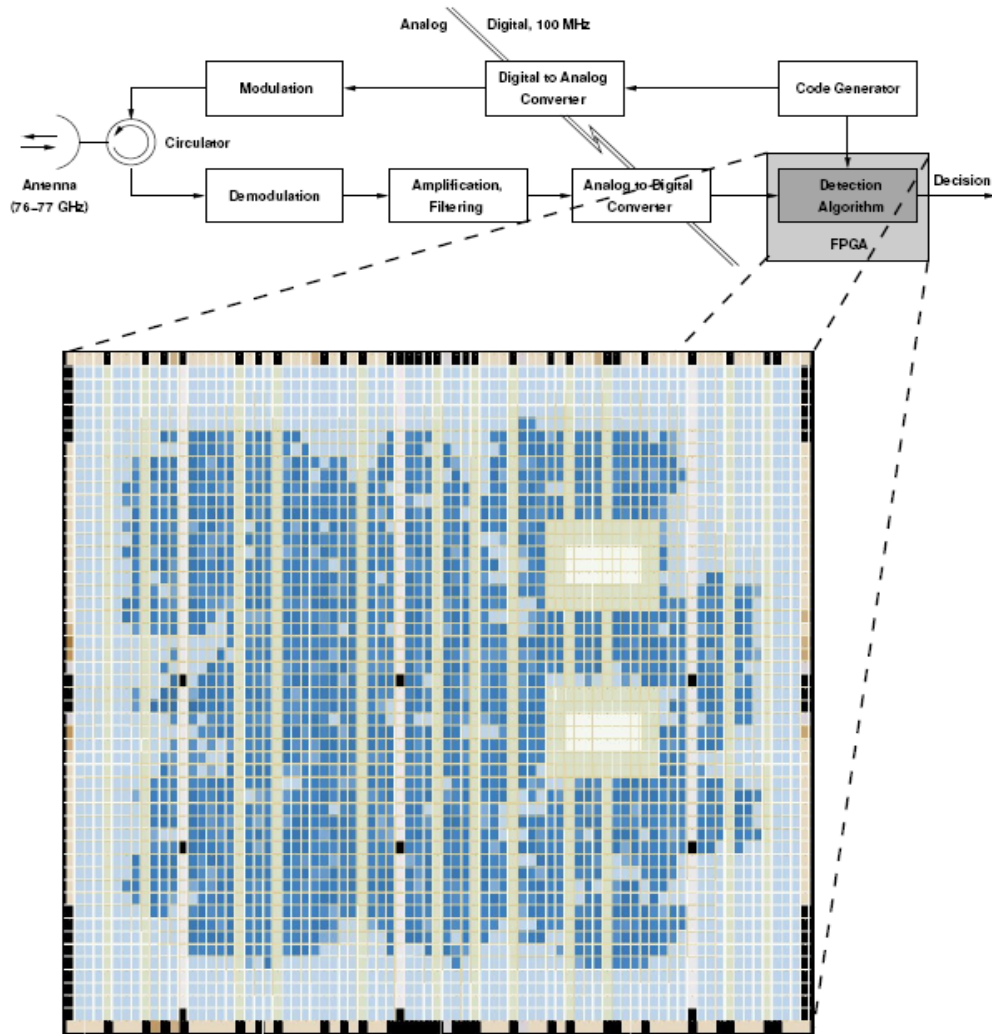 Analog
Digital, 100 MHz
Modulation
Digital to Analog
Converter
Code Generator
Circulator
Antenna
(76–77 GHz)
Demodulation
Amplification,
Filtering
Analog to Digital
Converter
Detection
Algorithm
Decision
FPGA